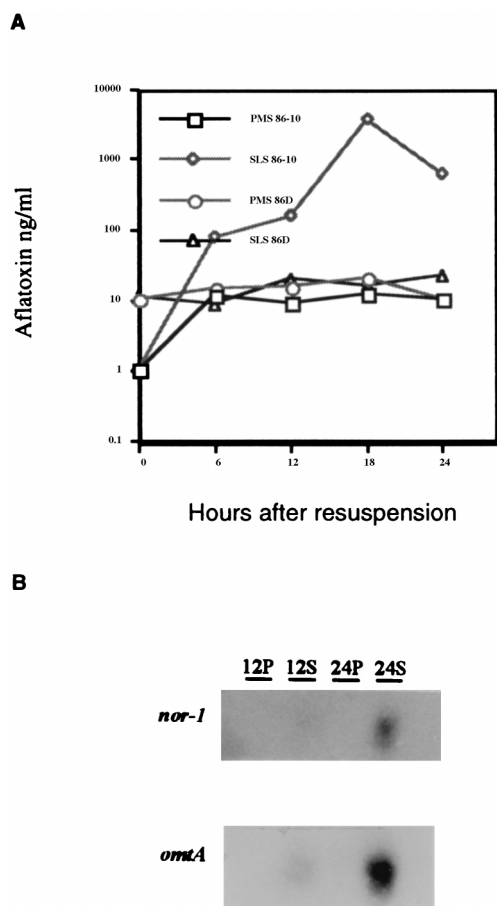 A
10000
1000
100
10
1
0.1
Aflatoxin ng/ml
PMS 86-10
SLS 86-10
PMS 86D
SLS 86D
0 6 12 18 24
Hours after resuspension
B
12P 12S 24P 24S
nor-1
omtA